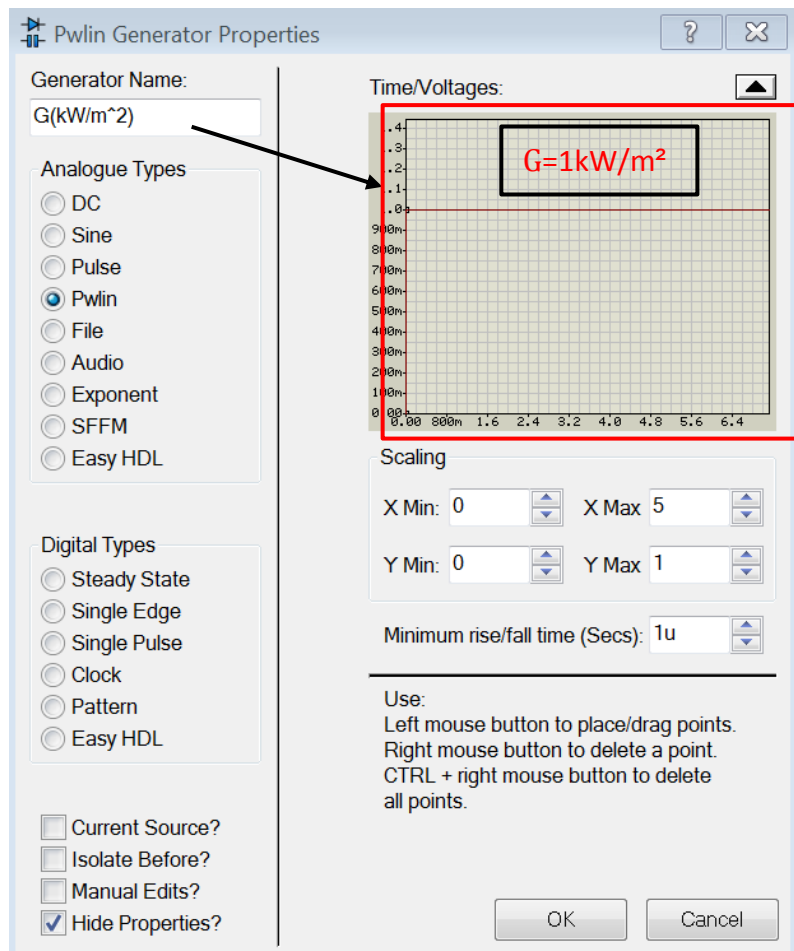 Pwlin Generator Properties
Generator Name:
G(kW/m^2)
Analogue Types
DC
Sine
Pulse
Pwlin
File
Audio
Exponent
SFFM
Easy HDL
Digital Types
Steady State
Single Edge
Single Pulse
Clock
Pattern
Easy HDL
Current Source?
Isolate Before?
Manual Edits?
Hide Properties?
Time/Voltages:
G=1kW/m²
.4
.3
.2
.1
.0
900m
800m
700m
600m
500m
400m
300m
200m
100m
0.00
0.00 800m 1.6 2.4 3.2 4.0 4.8 5.6 6.4
Scaling
X Min: 0 X Max 5
Y Min: 0 Y Max 1
Minimum rise/fall time (Secs): 1u
Use:
Left mouse button to place/drag points.
Right mouse button to delete a point.
CTRL + right mouse button to delete
all points.
OK Cancel